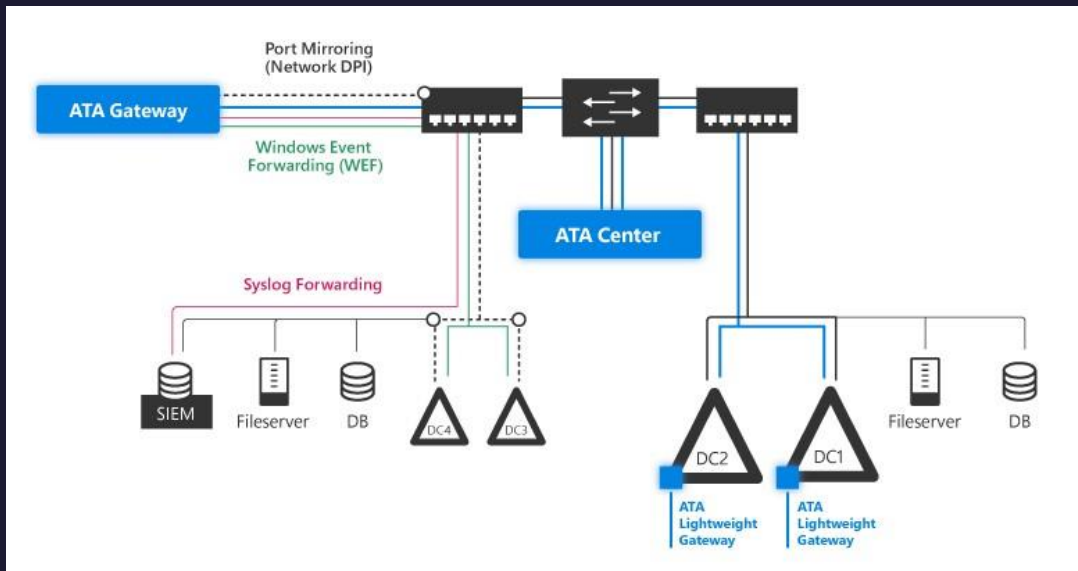 Port Mirroring
(Network DPI)
ATA Gateway
Windows Event
Forwarding (WEF)
ATA Center
Syslog Forwarding
SIEM
Fileserver
DB
DC4
DC3
DC2
DC1
Fileserver
DB
ATA
Lightweight
Gateway
ATA
Lightweight
Gateway